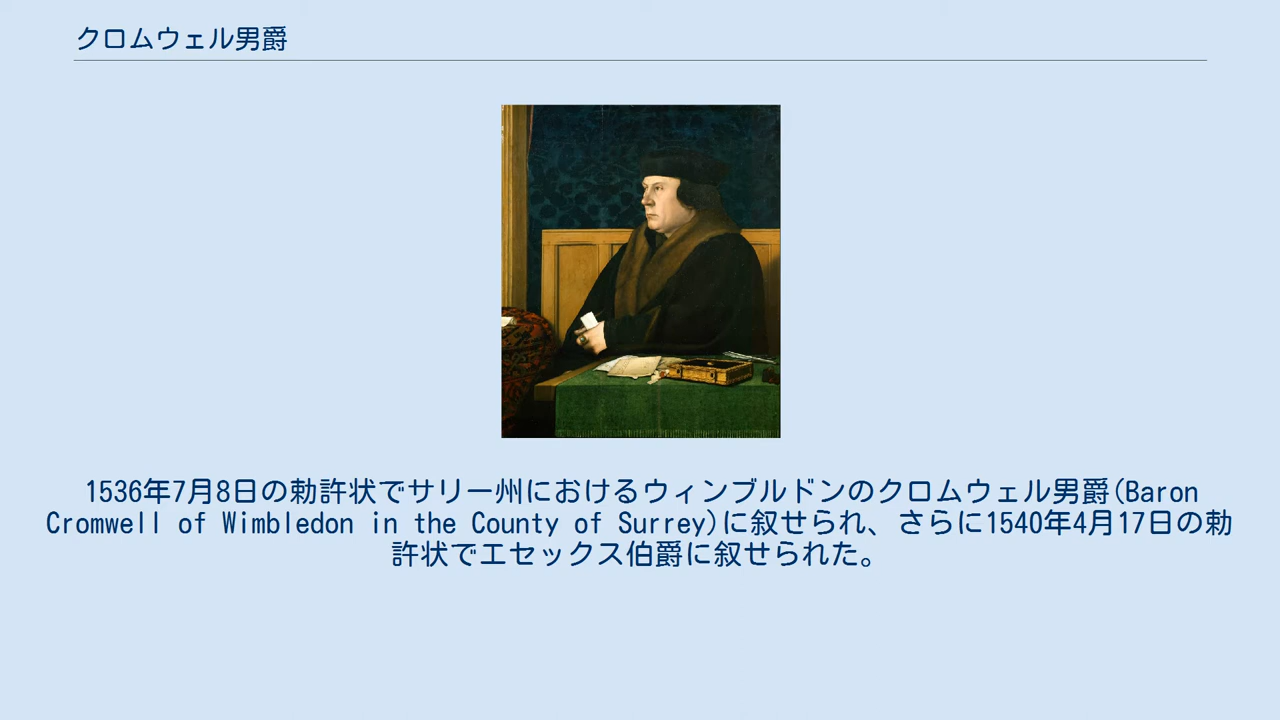 クロムウェル男爵
1536年7月8日の勅許状でサリー州におけるウィンブルドンのクロムウェル男爵(Baron
Cromwell of Wimbledon in the County of Surrey)に叙せられ、さらに1540年4月17日の勅
許状でエセックス伯爵に叙せられた。